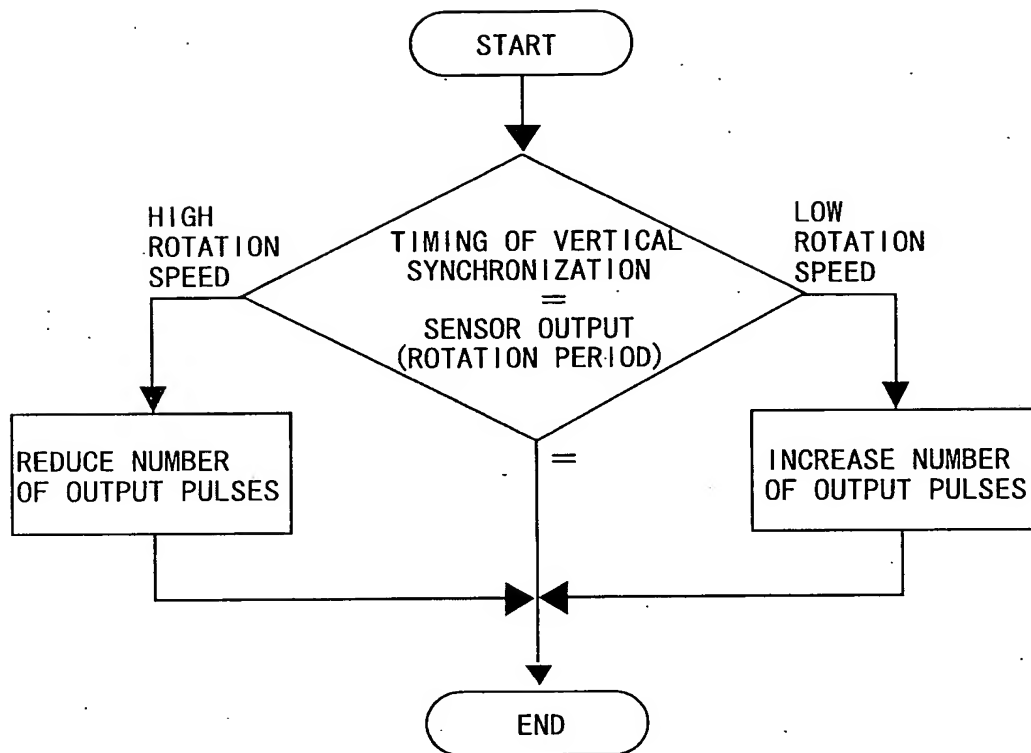 START
HIGH
ROTATION
SPEED
LOW
ROTATION
SPEED
TIMING OF VERTICAL
SYNCHRONIZATION
=
SENSOR OUTPUT
(ROTATION PERIOD)
=
REDUCE NUMBER
OF OUTPUT PULSES
INCREASE NUMBER
OF OUTPUT PULSES
END